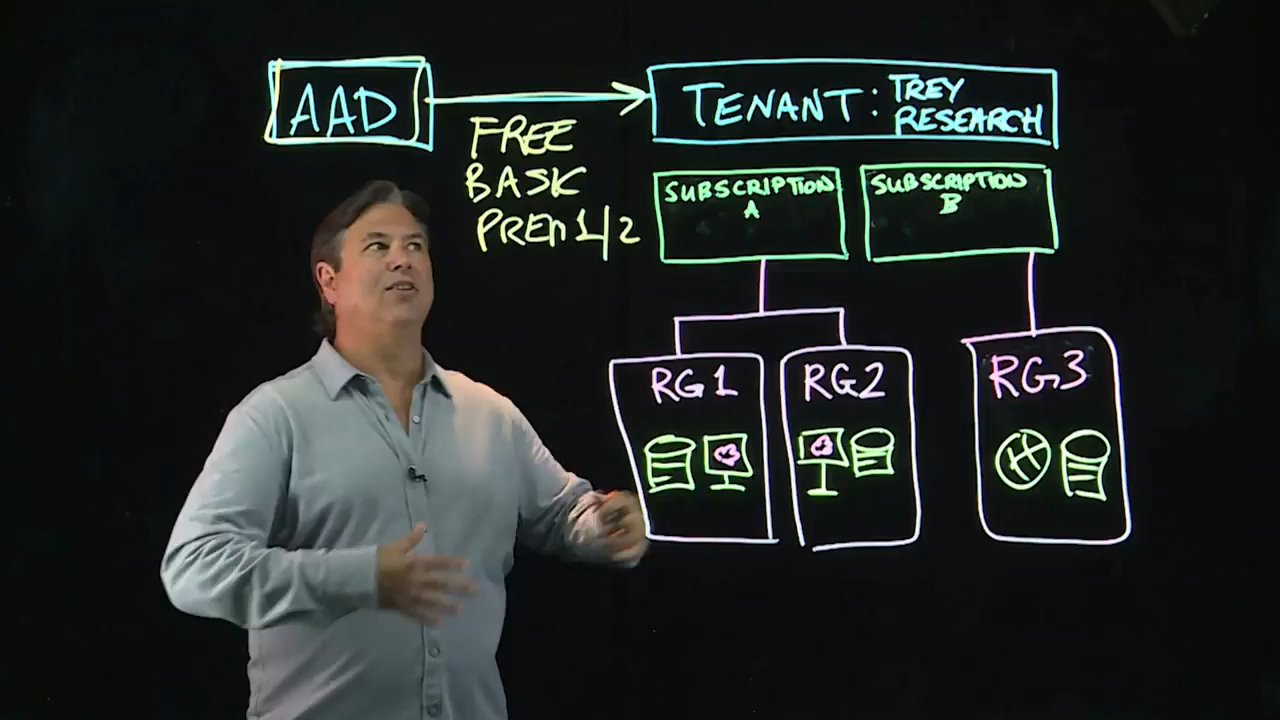 AAD
TENANT: TREY
RESEARCH
FREE
BASIC
PREM 1/2
SUBSCRIPTION
A
SUBSCRIPTION
B
RG1
RG2
RG3